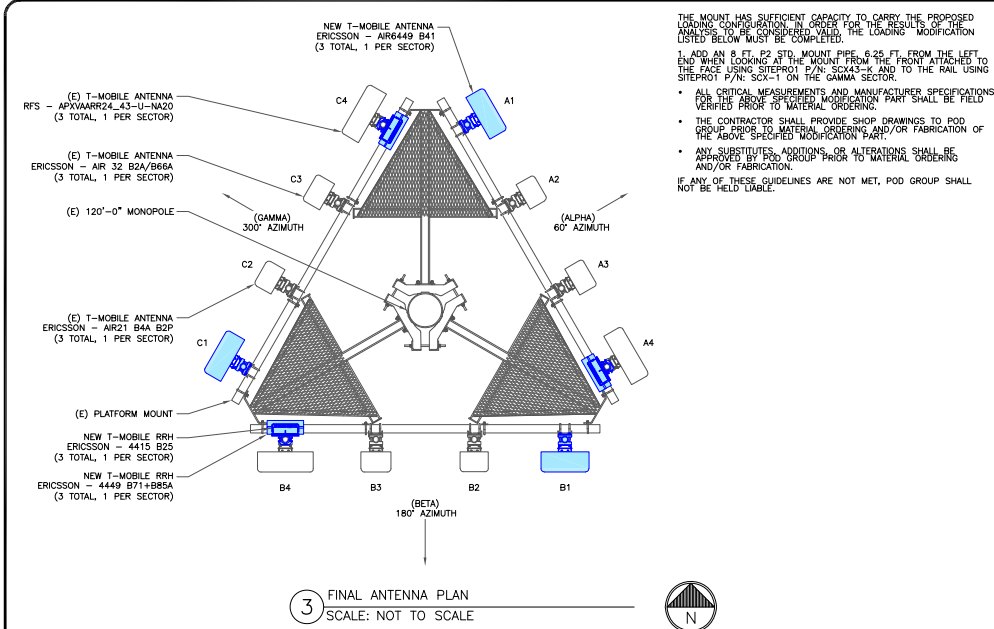 NEW T-MOBILE ANTENNA
ERICSSON - AIR6449 B41
(3 TOTAL, 1 PER SECTOR)
(E) T-MOBILE ANTENNA
RFS - APXVAARR24_43-U-NA20
(3 TOTAL, 1 PER SECTOR)
(E) T-MOBILE ANTENNA
ERICSSON - AIR 32 B2A/B66A
(3 TOTAL, 1 PER SECTOR)
(E) 120'-0" MONOPOLE
(E) T-MOBILE ANTENNA
ERICSSON - AIR21 B4A B2P
(3 TOTAL, 1 PER SECTOR)
(E) PLATFORM MOUNT
NEW T-MOBILE RRH
ERICSSON - 4415 B25
(3 TOTAL, 1 PER SECTOR)
NEW T-MOBILE RRH
ERICSSON - 4449 B71+B85A
(3 TOTAL, 1 PER SECTOR)
C4
A1
C3
A2
(GAMMA)
300° AZIMUTH
(ALPHA)
60° AZIMUTH
C2
A3
C1
A4
B4
B3
B2
B1
(BETA)
180° AZIMUTH
3
FINAL ANTENNA PLAN
SCALE: NOT TO SCALE
N
THE MOUNT HAS SUFFICIENT CAPACITY TO CARRY THE PROPOSED
LOADING CONFIGURATION. IN ORDER FOR THE RESULTS OF THE
ANALYSIS TO BE CONSIDERED VALID, THE LOADING MODIFICATION
LISTED BELOW MUST BE COMPLETED.
1. ADD AN 8 FT. P2 STD. MOUNT PIPE, 6.25 FT. FROM THE LEFT
END WHEN LOOKING AT THE MOUNT FROM THE FRONT ATTACHED TO
THE FACE USING SITEPRO1 P/N: SCX43-K AND TO THE RAIL USING
SITEPRO1 P/N: SCX-1 ON THE GAMMA SECTOR.
• ALL CRITICAL MEASUREMENTS AND MANUFACTURER SPECIFICATIONS
FOR THE ABOVE SPECIFIED MODIFICATION PART SHALL BE FIELD
VERIFIED PRIOR TO MATERIAL ORDERING.
• THE CONTRACTOR SHALL PROVIDE SHOP DRAWINGS TO POD
GROUP PRIOR TO MATERIAL ORDERING AND/OR FABRICATION OF
THE ABOVE SPECIFIED MODIFICATION PART.
• ANY SUBSTITUTES, ADDITIONS, OR ALTERATIONS SHALL BE
APPROVED BY POD GROUP PRIOR TO MATERIAL ORDERING
AND/OR FABRICATION.
IF ANY OF THESE GUIDELINES ARE NOT MET, POD GROUP SHALL
NOT BE HELD LIABLE.